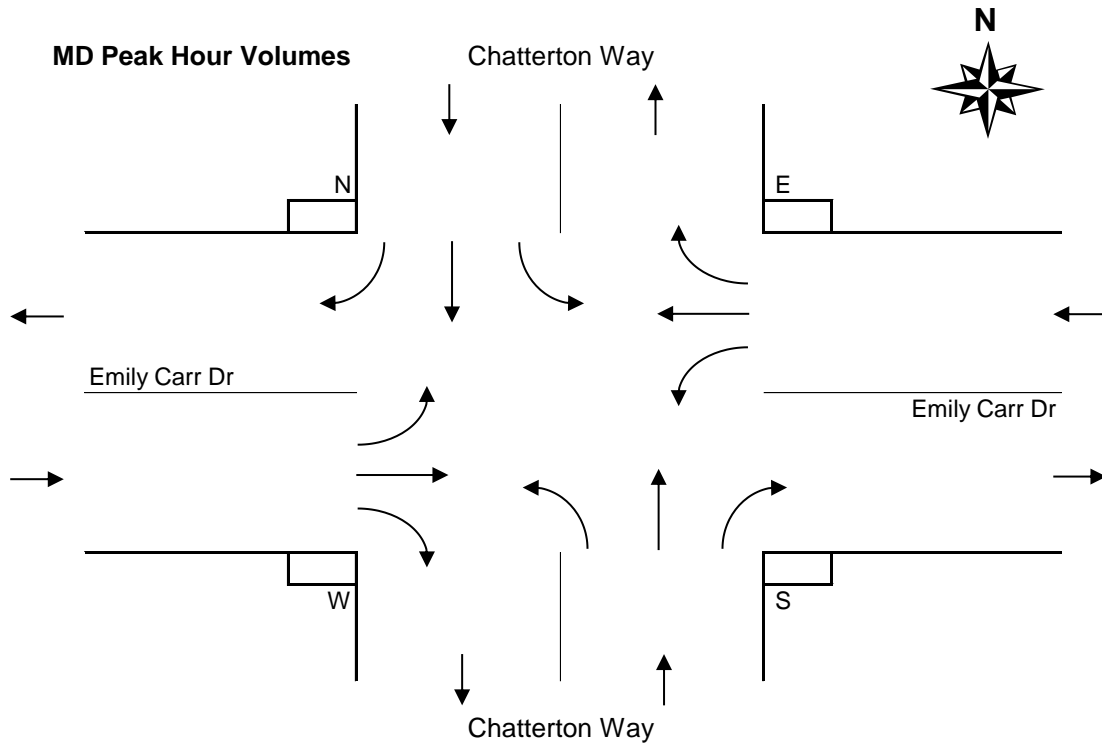 N
MD Peak Hour Volumes
Chatterton Way
N
E
Emily Carr Dr
Emily Carr Dr
W
S
Chatterton Way